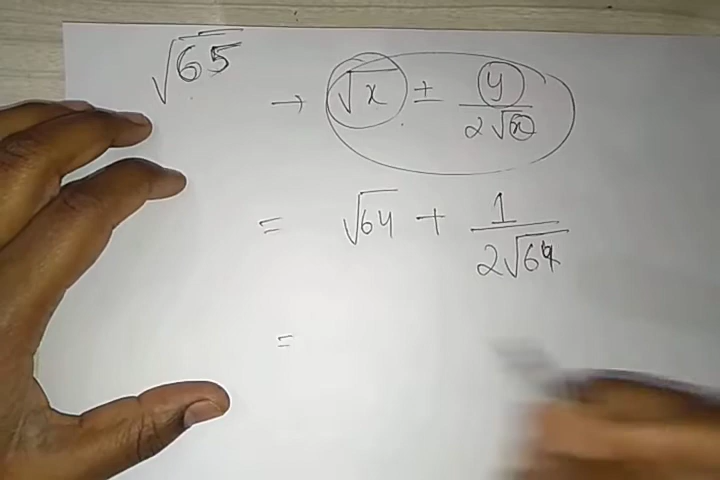 √65
→ √x ± y/2√x
= √64 + 1/2√64
=